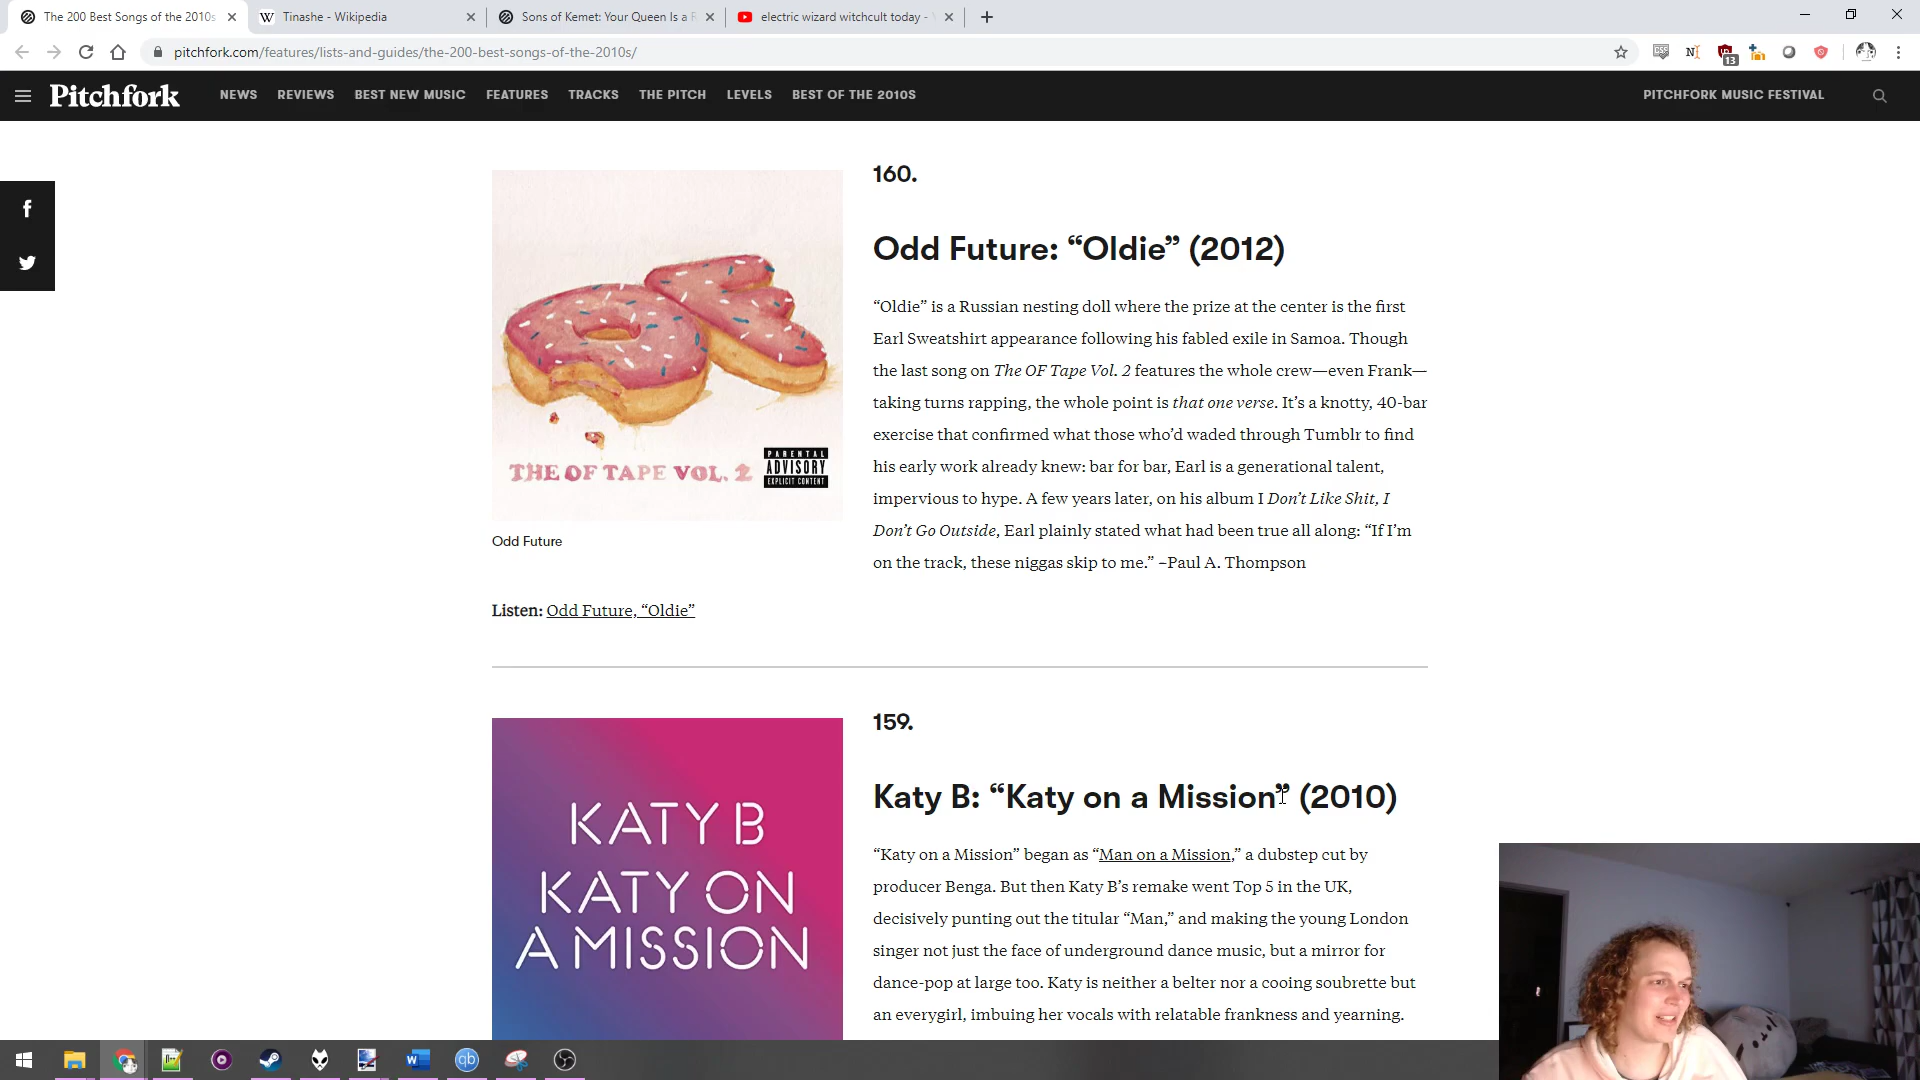 The 200 Best Songs of the 2010s
Tinashe - Wikipedia
Sons of Kemet: Your Queen Is a R
electric wizard witchcult today -
pitchfork.com/features/lists-and-guides/the-200-best-songs-of-the-2010s/
13
Pitchfork
NEWS REVIEWS BEST NEW MUSIC FEATURES TRACKS THE PITCH LEVELS BEST OF THE 2010S
PITCHFORK MUSIC FESTIVAL
160.
Odd Future: “Oldie” (2012)
“Oldie” is a Russian nesting doll where the prize at the center is the first
Earl Sweatshirt appearance following his fabled exile in Samoa. Though
the last song on The OF Tape Vol. 2 features the whole crew—even Frank—
taking turns rapping, the whole point is that one verse. It’s a knotty, 40-bar
exercise that confirmed what those who’d waded through Tumblr to find
his early work already knew: bar for bar, Earl is a generational talent,
impervious to hype. A few years later, on his album I Don’t Like Shit, I
Don’t Go Outside, Earl plainly stated what had been true all along: “If I’m
on the track, these niggas skip to me.” –Paul A. Thompson
OF
THE OF TAPE VOL. 2
PARENTAL
ADVISORY
EXPLICIT CONTENT
Odd Future
Listen: Odd Future, “Oldie”
159.
Katy B: “Katy on a Mission” (2010)
“Katy on a Mission” began as “Man on a Mission,” a dubstep cut by
producer Benga. But then Katy B’s remake went Top 5 in the UK,
decisively punting out the titular “Man,” and making the young London
singer not just the face of underground dance music, but a mirror for
dance-pop at large too. Katy is neither a belter nor a cooing soubrette but
an everygirl, imbuing her vocals with relatable frankness and yearning.
KATY B
KATY ON
A MISSION